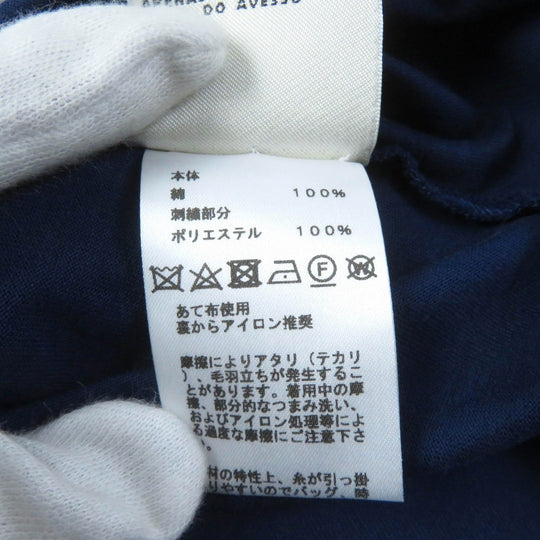 DO AVESSO
本体
綿 100%
刺繍部分
ポリエステル 100%
F W
あて布使用
裏からアイロン推奨
摩擦によりアタリ（テカリ
）、毛羽立ちが発生するこ
とがあります。着用中の摩
擦、部分的なつまみ洗い、
およびアイロン処理等によ
る過度な摩擦にご注意下さ
。
材の特性上、糸が引っ掛
りやすいのでバッグ、時